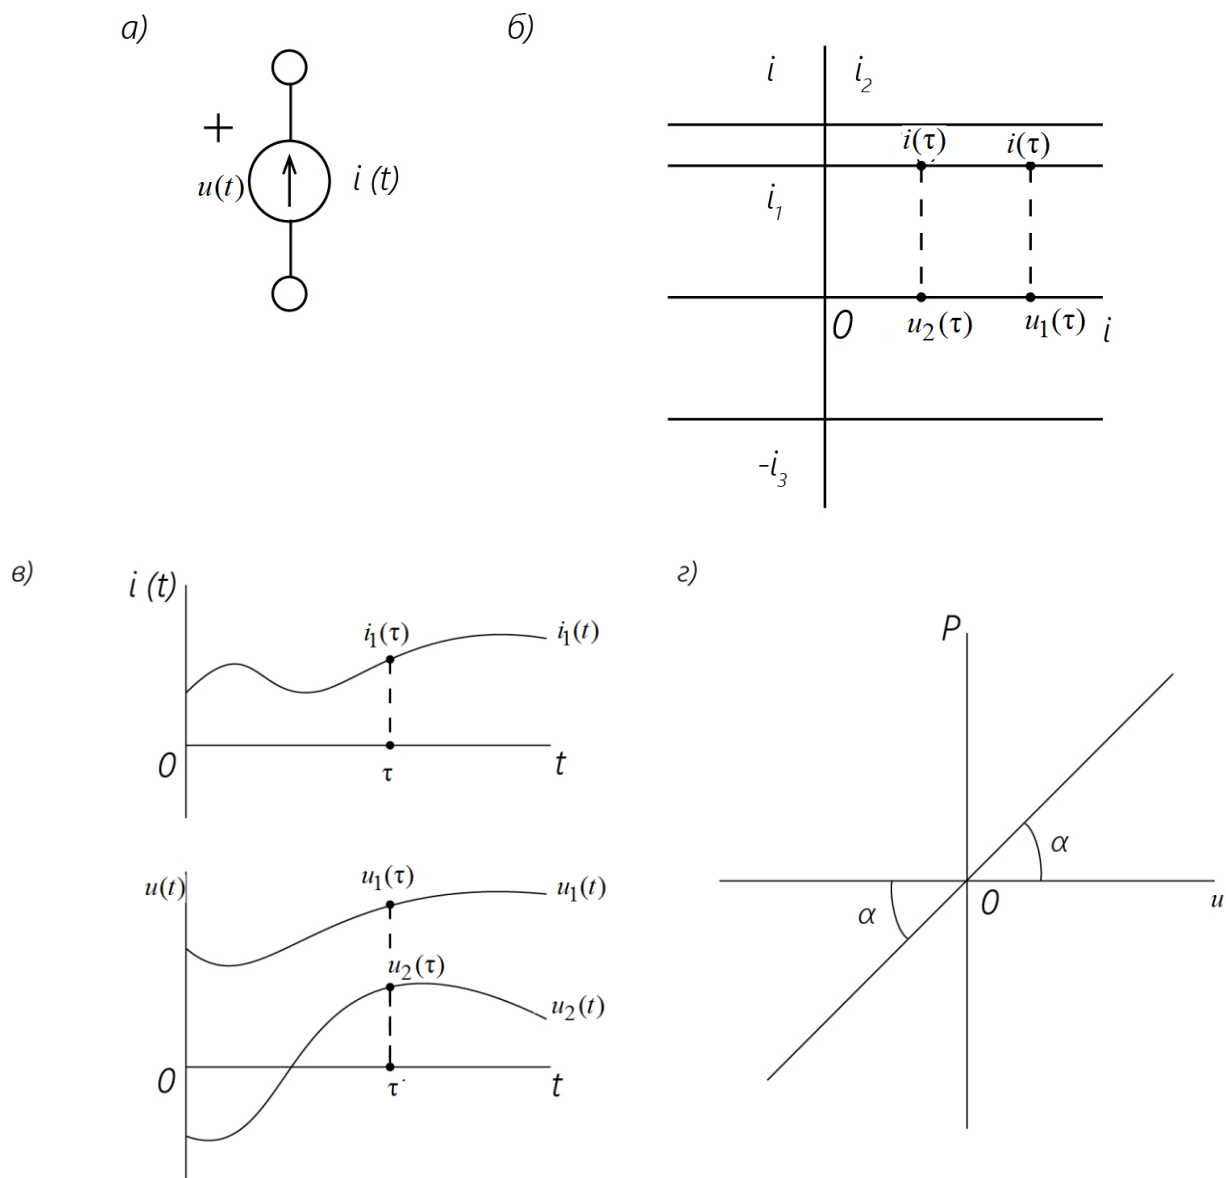 а)
+
u(t)
i (t)
б)
i
i₂
i(τ)
i(τ)
i₁
0
u₂(τ)
u₁(τ)
i
-i₃
в)
i (t)
i₁(τ)
i₁(t)
0
τ
t
u(t)
u₁(τ)
u₁(t)
u₂(τ)
u₂(t)
0
τ
t
г)
P
α
α
0
u